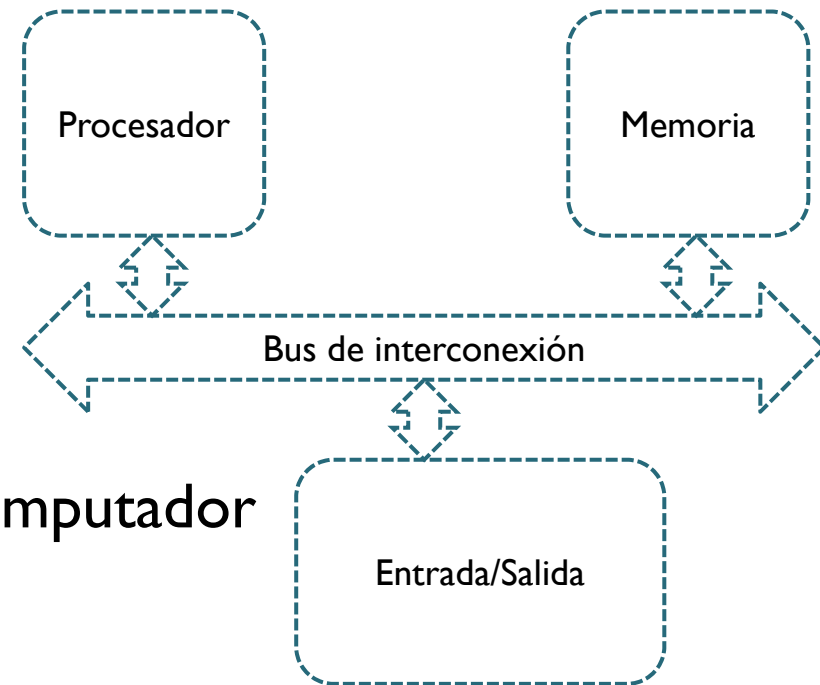 Procesador
Memoria
Bus de interconexión
mputador
Entrada/Salida